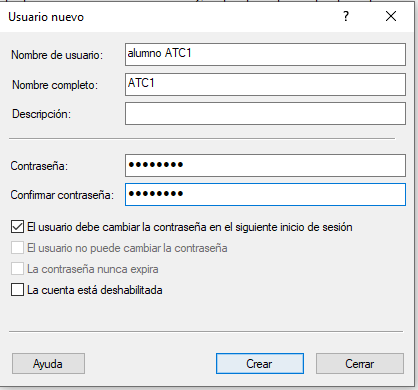 Usuario nuevo
Nombre de usuario: alumno ATC1
Nombre completo: ATC1
Descripción:
Contraseña: ●●●●●●●●
Confirmar contraseña: ●●●●●●●●
El usuario debe cambiar la contraseña en el siguiente inicio de sesión
El usuario no puede cambiar la contraseña
La contraseña nunca expira
La cuenta está deshabilitada
Ayuda Crear Cerrar